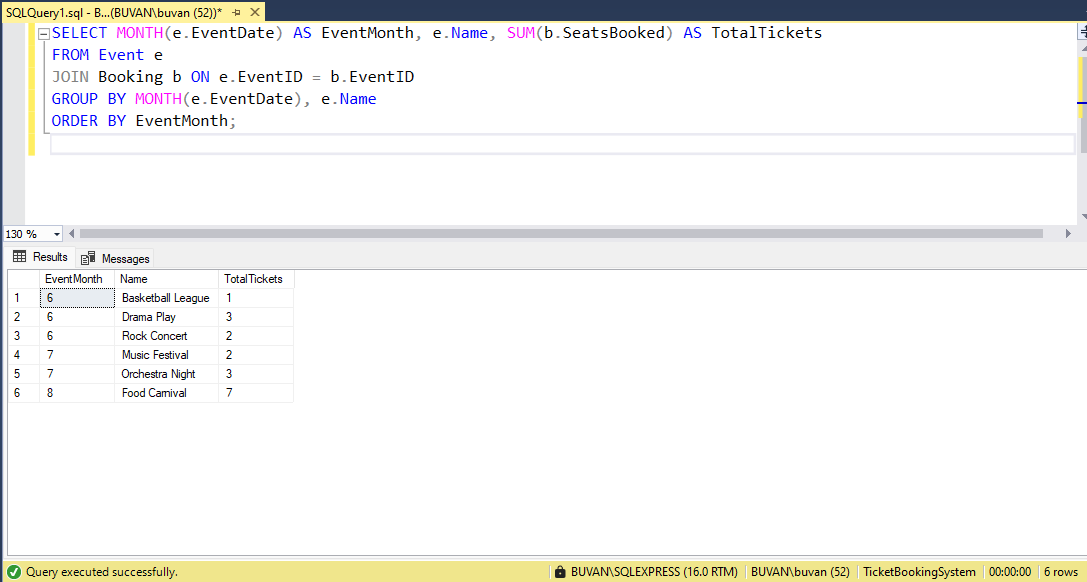 SQLQuery1.sql - B...(BUVAN\buvan (52))*
SELECT MONTH(e.EventDate) AS EventMonth, e.Name, SUM(b.SeatsBooked) AS TotalTickets
FROM Event e
JOIN Booking b ON e.EventID = b.EventID
GROUP BY MONTH(e.EventDate), e.Name
ORDER BY EventMonth;
130 %
Results Messages
EventMonth Name TotalTickets
1 6 Basketball League 1
2 6 Drama Play 3
3 6 Rock Concert 2
4 7 Music Festival 2
5 7 Orchestra Night 3
6 8 Food Carnival 7
Query executed successfully. BUVAN\SQLEXPRESS (16.0 RTM) BUVAN\buvan (52) TicketBookingSystem 00:00:00 6 rows